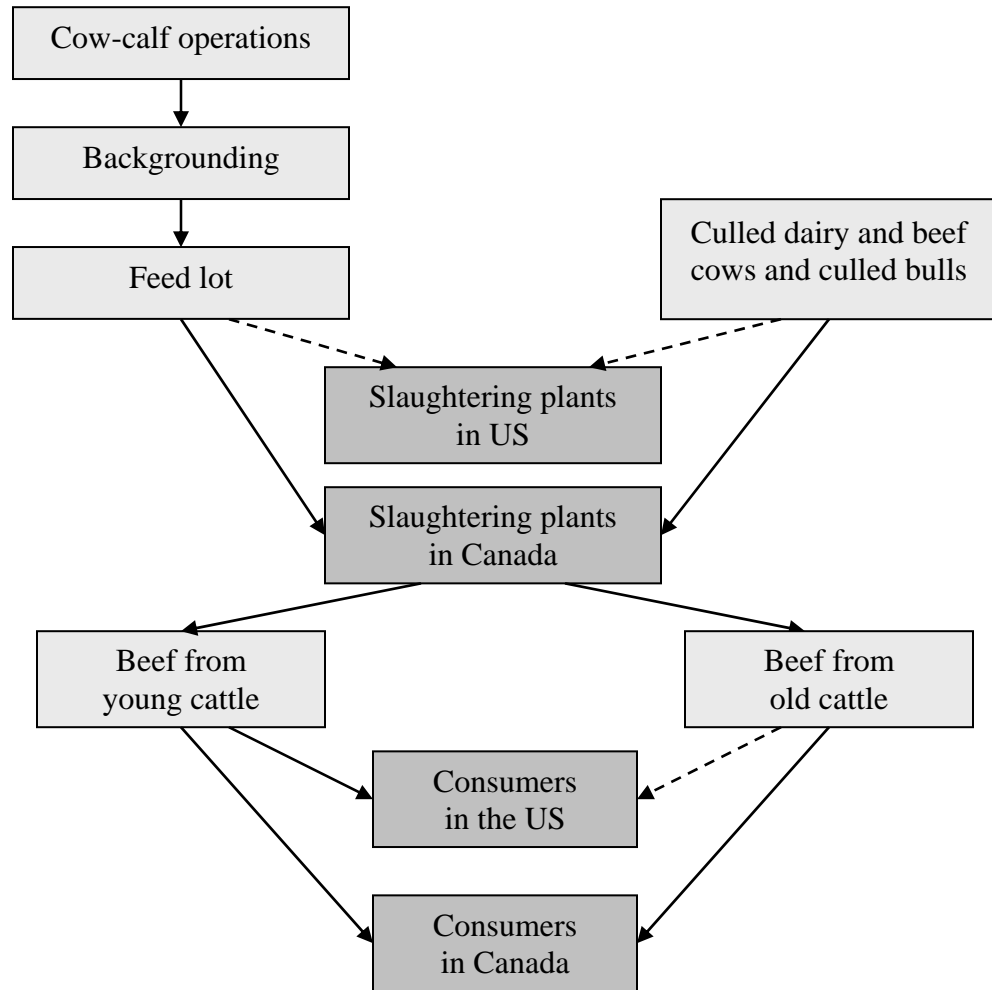 Cow-calf operations
Backgrounding
Feed lot
Culled dairy and beef
cows and culled bulls
Slaughtering plants
in US
Slaughtering plants
in Canada
Beef from
young cattle
Beef from
old cattle
Consumers
in the US
Consumers
in Canada